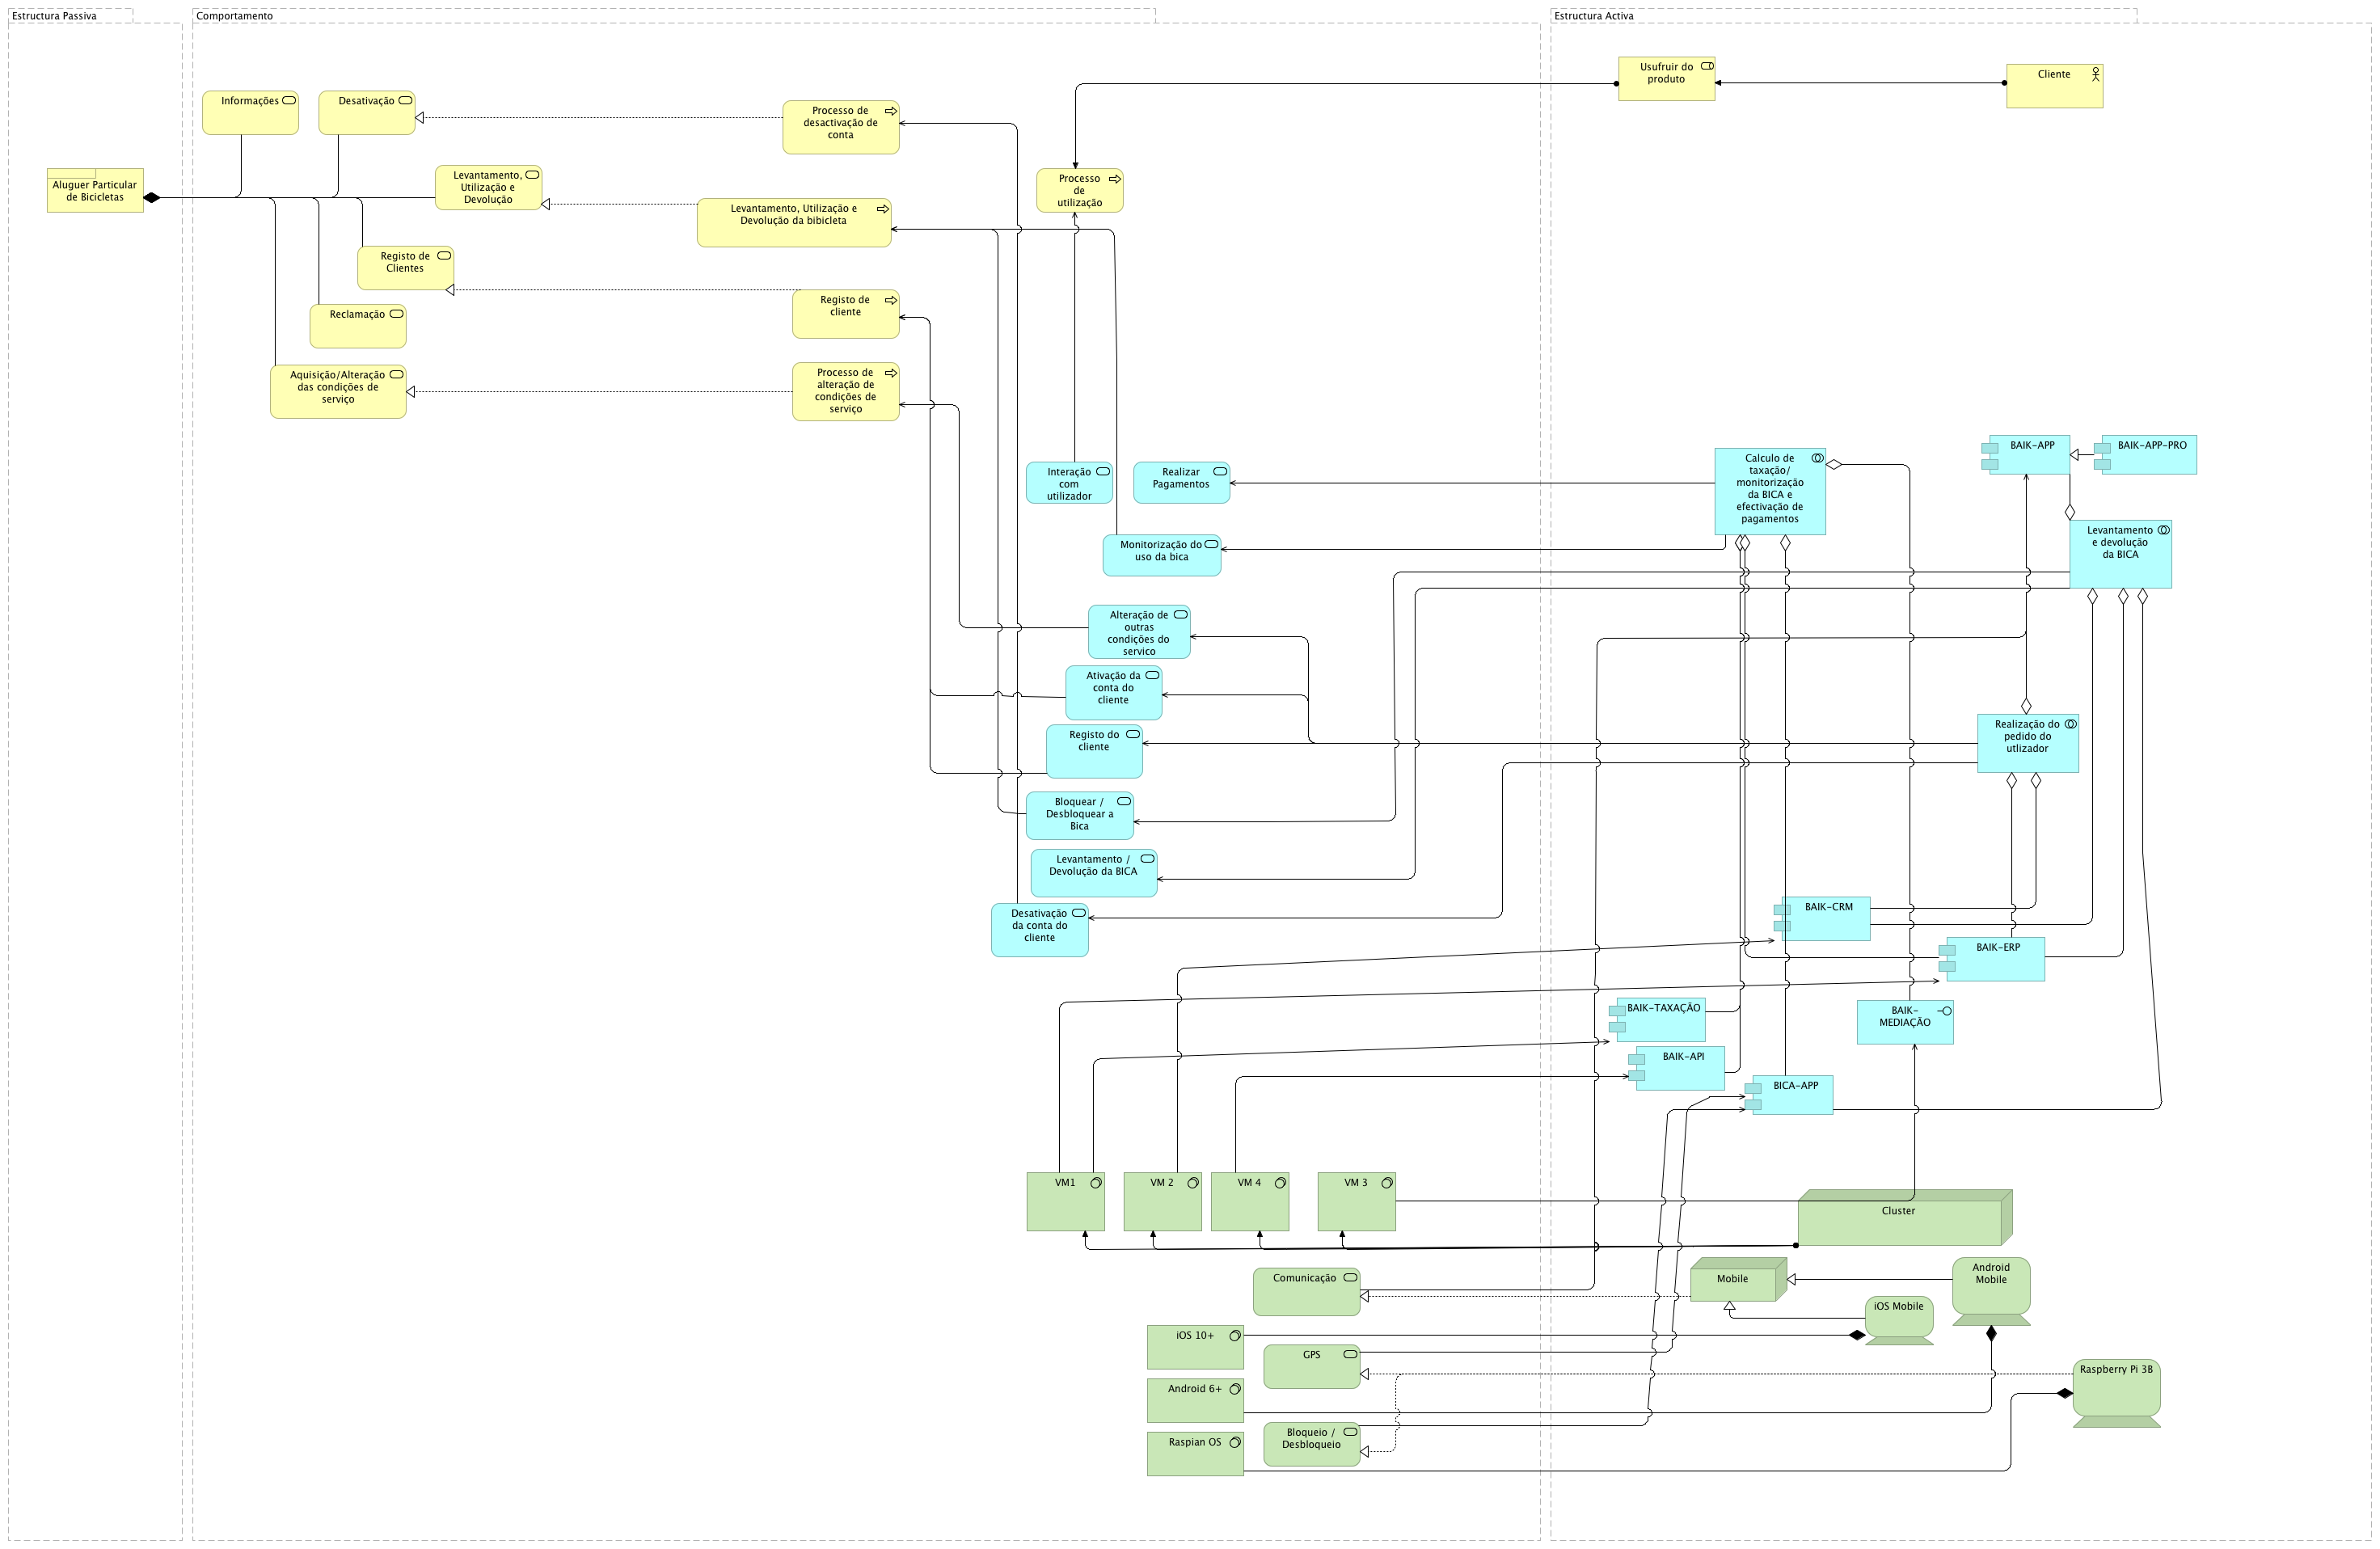 Estructura Passiva
Comportamento
Estructura Activa
Usufruir do
produto
Cliente
Informações
Desativação
Processo de
desactivação de
conta
Aluguer Particular
de Bicicletas
Levantamento,
Utilização e
Devolução
Processo
de
utilização
Levantamento, Utilização e
Devolução da bibicleta
Registo de
Clientes
Registo de
cliente
Reclamação
Aquisição/Alteração
das condições de
serviço
Processo de
alteração de
condições de
serviço
Interação
com
utilizador
Realizar
Pagamentos
Calculo de
taxação/
monitorização
da BICA e
efectivação de
pagamentos
BAIK-APP
BAIK-APP-PRO
Monitorização do
uso da bica
Levantamento
e devolução
da BICA
Alteração de
outras
condições do
servico
Ativação da
conta do
cliente
Registo do
cliente
Realização do
pedido do
utlizador
Bloquear /
Desbloquear a
Bica
Levantamento /
Devolução da BICA
Desativação
da conta do
cliente
BAIK-CRM
BAIK-ERP
BAIK-TAXAÇÃO
BAIK-
MEDIAÇÃO
BAIK-API
BICA-APP
VM1
VM 2
VM 4
VM 3
Cluster
Comunicação
Mobile
Android
Mobile
iOS Mobile
iOS 10+
GPS
Raspberry Pi 3B
Android 6+
Bloqueio /
Desbloqueio
Raspian OS